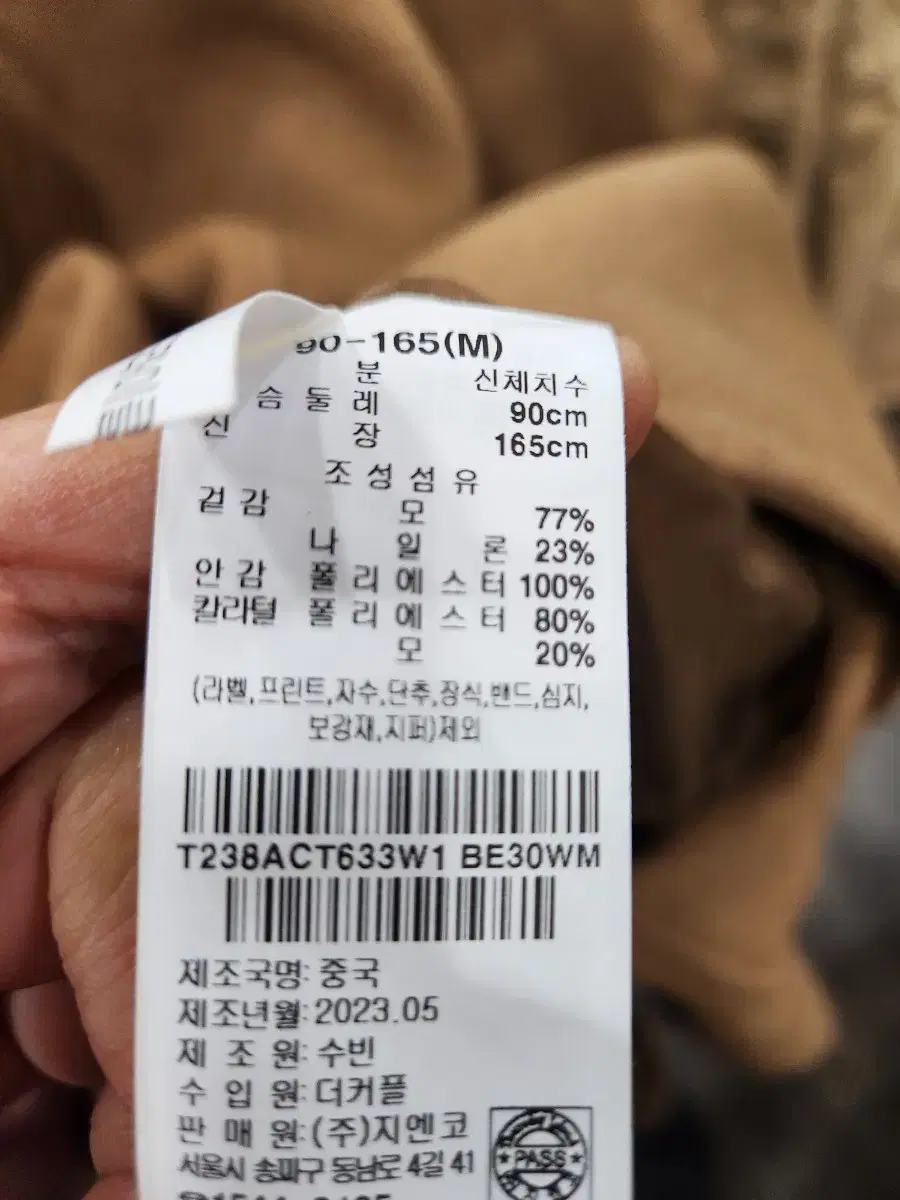 90-165(M)
분 신체치수
슴 둘 레 90cm
신 장 165cm
조 성 섬 유
겉 감 모 77%
나 일 론 23%
안 감 폴 리 에 스 터 100%
칼라털 폴 리 에 스 터 80%
모 20%
(라벨,프린트,자수,단추,장식,밴드,심지,
보강재,지퍼)제외
T238ACT633W1 BE30WM
제조국명: 중국
제조년월: 2023.05
제 조 원: 수빈
수 입 원: 더커플
판 매 원: (주)지엔코
서울시 송파구 동남로 4길 41
PASS